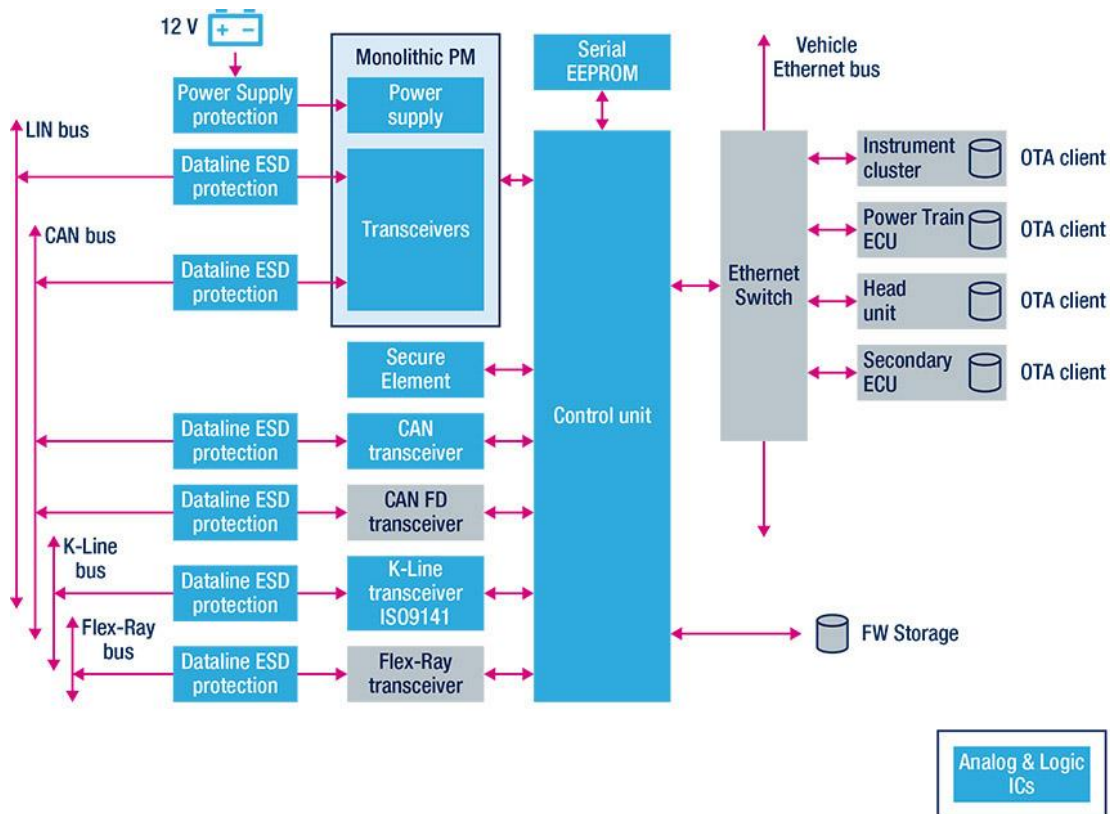 12 V
+ −
Monolithic PM
Serial
EEPROM
Vehicle
Ethernet bus
Power Supply
protection
Power
supply
LIN bus
Dataline ESD
protection
Transceivers
Instrument
cluster
OTA client
Power Train
ECU
OTA client
CAN bus
Dataline ESD
protection
Ethernet
Switch
Head
unit
OTA client
Secure
Element
Secondary
ECU
OTA client
Control unit
Dataline ESD
protection
CAN
transceiver
Dataline ESD
protection
CAN FD
transceiver
K-Line
bus
Dataline ESD
protection
K-Line
transceiver
ISO9141
Flex-Ray
bus
FW Storage
Dataline ESD
protection
Flex-Ray
transceiver
Analog & Logic
ICs